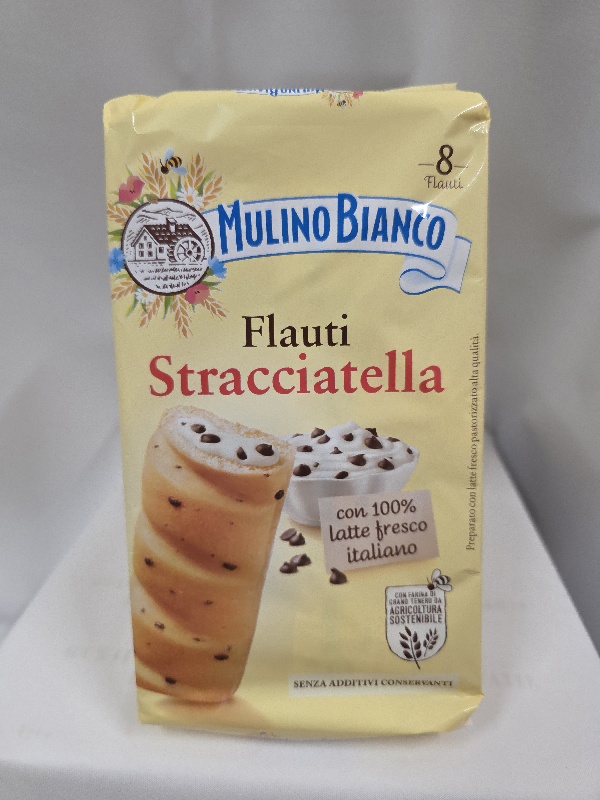 8
Flauti
MULINO BIANCO
Flauti
Stracciatella
con 100%
latte fresco
italiano
Preparato con latte fresco pastorizzato alta qualità.
CON FARINA DI
GRANO TENERO DA
AGRICOLTURA
SOSTENIBILE
SENZA ADDITIVI CONSERVANTI